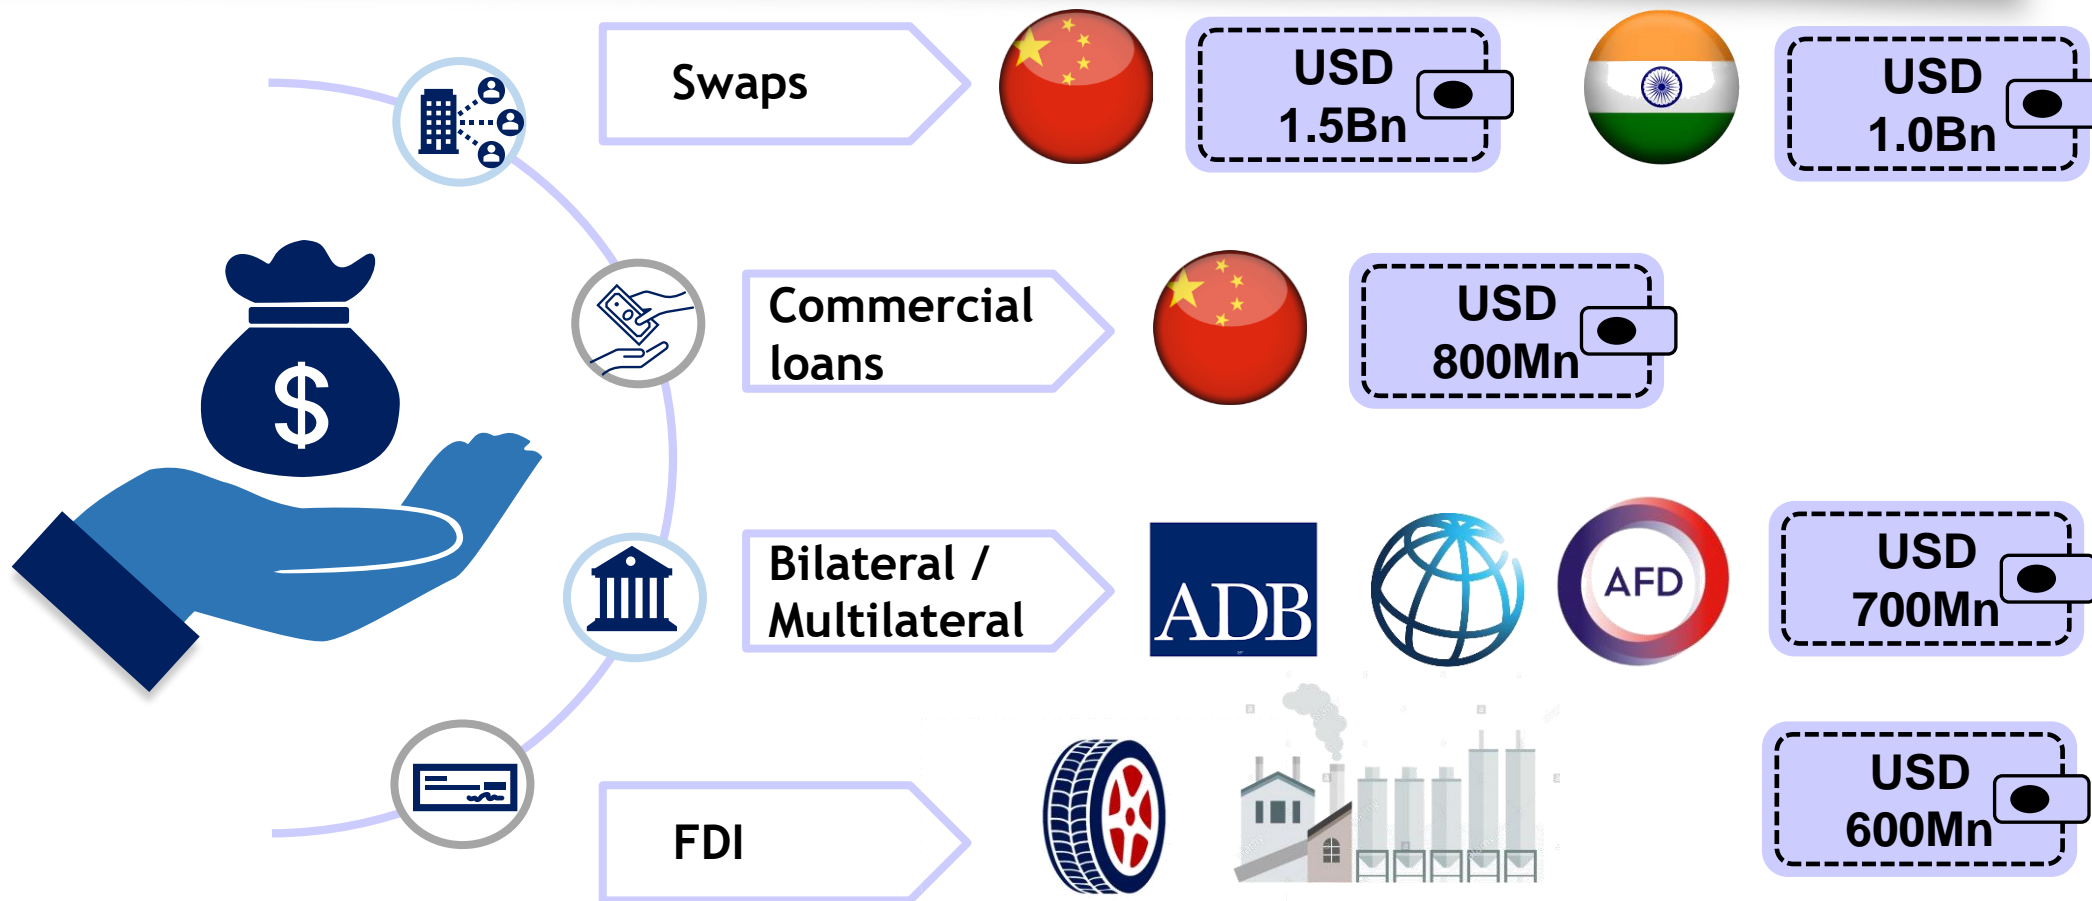 Swaps
USD
1.5Bn
USD
1.0Bn
$
Commercial
loans
USD
800Mn
Bilateral /
Multilateral
ADB
AFD
USD
700Mn
FDI
USD
600Mn